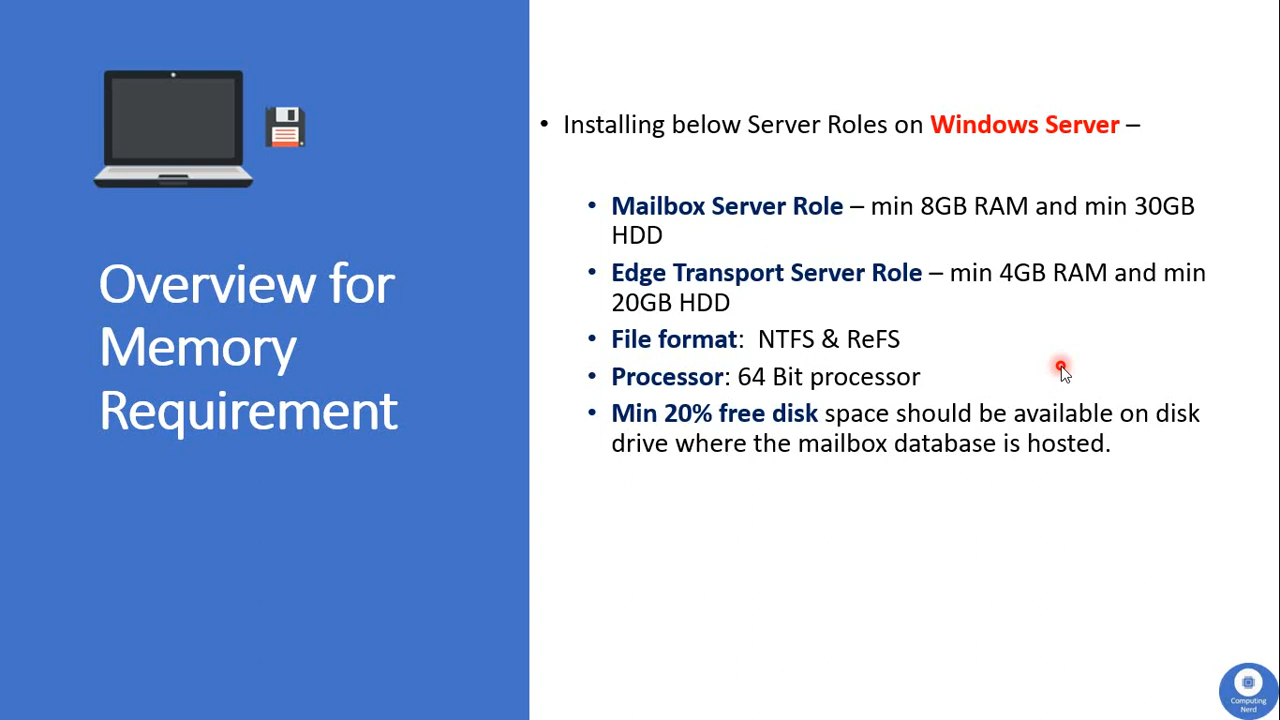 Overview for
Memory
Requirement
• Installing below Server Roles on Windows Server –
• Mailbox Server Role – min 8GB RAM and min 30GB
HDD
• Edge Transport Server Role – min 4GB RAM and min
20GB HDD
• File format:  NTFS & ReFS
• Processor: 64 Bit processor
• Min 20% free disk space should be available on disk
drive where the mailbox database is hosted.
Computing
Nerd